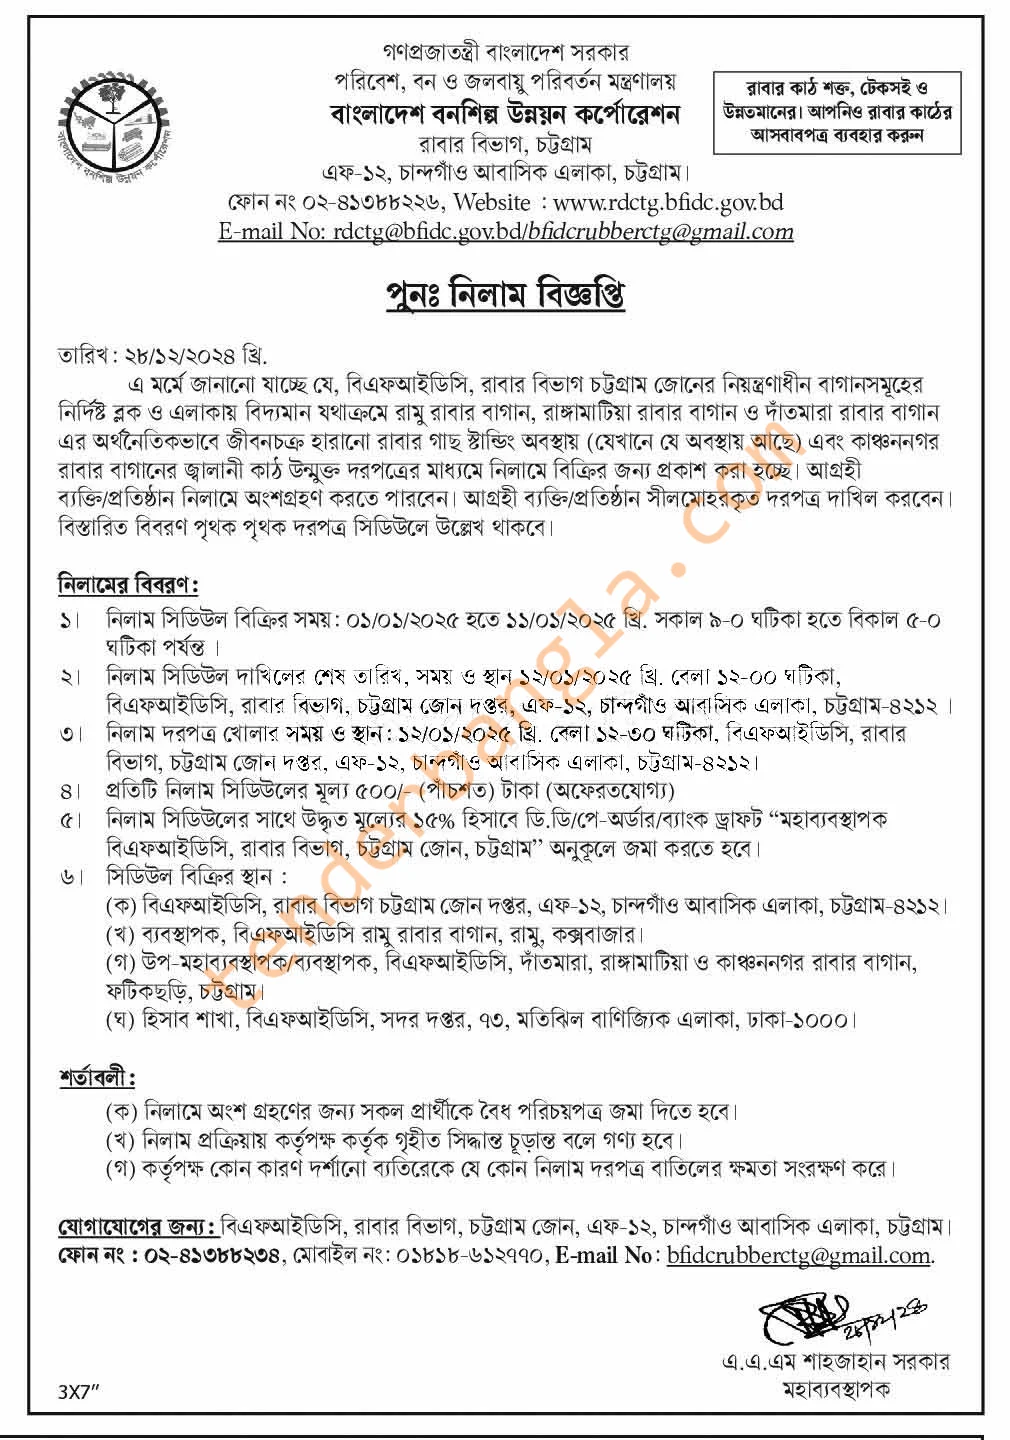 গণপ্রজাতন্ত্রী বাংলাদেশ সরকার
পরিবেশ, বন ও জলবায়ু পরিবর্তন মন্ত্রণালয়
বাংলাদেশ বনশিল্প উন্নয়ন কর্পোরেশন
রাবার বিভাগ, চট্টগ্রাম
এফ-১২, চান্দগাঁও আবাসিক এলাকা, চট্টগ্রাম।
ফোন নং ০২-৪১৩৮৮২২৬, Website : www.rdctg.bfidc.gov.bd
E-mail No: rdctg@bfidc.gov.bd/bfidcrubberctg@gmail.com
বাংলাদেশ বনশিল্প উন্নয়ন কর্পোরেশন
রাবার কাঠ শক্ত, টেকসই ও
উন্নতমানের। আপনিও রাবার কাঠের
আসবাবপত্র ব্যবহার করুন
পুনঃ নিলাম বিজ্ঞপ্তি
তারিখ : ২৮/১২/২০২৪ খ্রি.
এ মর্মে জানানো যাচ্ছে যে, বিএফআইডিসি, রাবার বিভাগ চট্টগ্রাম জোনের নিয়ন্ত্রণাধীন বাগানসমূহের
নির্দিষ্ট ব্লক ও এলাকায় বিদ্যমান যথাক্রমে রামু রাবার বাগান, রাঙ্গামাটিয়া রাবার বাগান ও দাঁতমারা রাবার বাগান
এর অর্থনৈতিকভাবে জীবনচক্র হারানো রাবার গাছ স্টান্ডিং অবস্থায় (যেখানে যে অবস্থায় আছে) এবং কাঞ্চননগর
রাবার বাগানের জ্বালানী কাঠ উন্মুক্ত দরপত্রের মাধ্যমে নিলামে বিক্রির জন্য প্রকাশ করা হচ্ছে। আগ্রহী
ব্যক্তি/প্রতিষ্ঠান নিলামে অংশগ্রহণ করতে পারবেন। আগ্রহী ব্যক্তি/প্রতিষ্ঠান সীলমোহরকৃত দরপত্র দাখিল করবেন।
বিস্তারিত বিবরণ পৃথক পৃথক দরপত্র সিডিউলে উল্লেখ থাকবে।
নিলামের বিবরণ :
১। নিলাম সিডিউল বিক্রির সময় : ০১/০১/২০২৫ হতে ১১/০১/২০২৫ খ্রি. সকাল ৯-০ ঘটিকা হতে বিকাল ৫-০
ঘটিকা পর্যন্ত ।
২। নিলাম সিডিউল দাখিলের শেষ তারিখ, সময় ও স্থান ১২/০১/২০২৫ খ্রি. বেলা ১২-০০ ঘটিকা,
বিএফআইডিসি, রাবার বিভাগ, চট্টগ্রাম জোন দপ্তর, এফ-১২, চান্দগাঁও আবাসিক এলাকা, চট্টগ্রাম-৪২১২ ।
৩। নিলাম দরপত্র খোলার সময় ও স্থান : ১২/০১/২০২৫ খ্রি. বেলা ১২-৩০ ঘটিকা, বিএফআইডিসি, রাবার
বিভাগ, চট্টগ্রাম জোন দপ্তর, এফ-১২, চান্দগাঁও আবাসিক এলাকা, চট্টগ্রাম-৪২১২।
৪। প্রতিটি নিলাম সিডিউলের মূল্য ৫০০/- (পাঁচশত) টাকা (অফেরতযোগ্য)
৫। নিলাম সিডিউলের সাথে উদ্ধৃত মূল্যের ১৫% হিসাবে ডি.ডি/পে-অর্ডার/ব্যাংক ড্রাফট “মহাব্যবস্থাপক
বিএফআইডিসি, রাবার বিভাগ, চট্টগ্রাম জোন, চট্টগ্রাম” অনুকূলে জমা করতে হবে।
৬। সিডিউল বিক্রির স্থান :
(ক) বিএফআইডিসি, রাবার বিভাগ চট্টগ্রাম জোন দপ্তর, এফ-১২, চান্দগাঁও আবাসিক এলাকা, চট্টগ্রাম-৪২১২।
(খ) ব্যবস্থাপক, বিএফআইডিসি রামু রাবার বাগান, রামু, কক্সবাজার।
(গ) উপ-মহাব্যবস্থাপক/ব্যবস্থাপক, বিএফআইডিসি, দাঁতমারা, রাঙ্গামাটিয়া ও কাঞ্চননগর রাবার বাগান,
ফটিকছড়ি, চট্টগ্রাম।
(ঘ) হিসাব শাখা, বিএফআইডিসি, সদর দপ্তর, ৭৩, মতিঝিল বাণিজ্যিক এলাকা, ঢাকা-১০০০।
শর্তাবলী :
(ক) নিলামে অংশ গ্রহণের জন্য সকল প্রার্থীকে বৈধ পরিচয়পত্র জমা দিতে হবে।
(খ) নিলাম প্রক্রিয়ায় কর্তৃপক্ষ কর্তৃক গৃহীত সিদ্ধান্ত চূড়ান্ত বলে গণ্য হবে।
(গ) কর্তৃপক্ষ কোন কারণ দর্শানো ব্যতিরেকে যে কোন নিলাম দরপত্র বাতিলের ক্ষমতা সংরক্ষণ করে।
যোগাযোগের জন্য : বিএফআইডিসি, রাবার বিভাগ, চট্টগ্রাম জোন, এফ-১২, চান্দগাঁও আবাসিক এলাকা, চট্টগ্রাম।
ফোন নং : ০২-৪১৩৮৮২৩৪, মোবাইল নং: ০১৮১৮-৬১২৭৭০, E-mail No : bfidcrubberctg@gmail.com.
২৮/১২/২৪
এ.এ.এম শাহজাহান সরকার
মহাব্যবস্থাপক
3X7"
tenderbangla.com